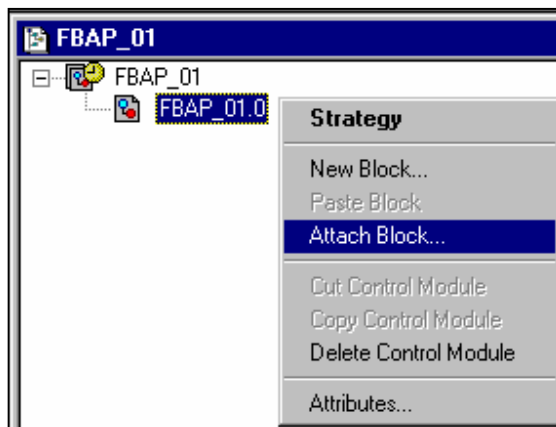 FBAP_01
FBAP_01
FBAP_01.0
Strategy
New Block...
Paste Block
Attach Block...
Cut Control Module
Copy Control Module
Delete Control Module
Attributes...